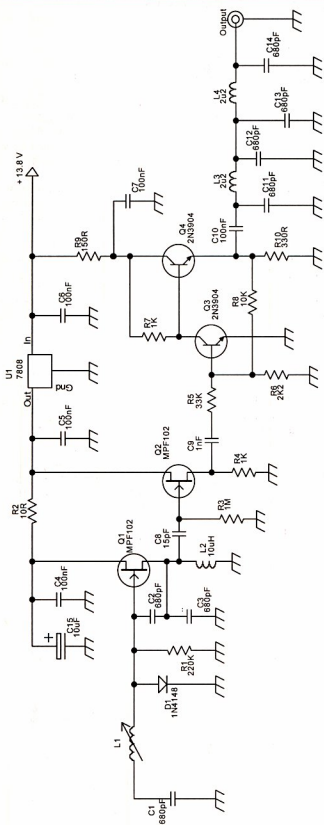 Output
+13.8 V
C14
680pF
L4
2u2
C13
680pF
C12
680pF
L3
2u2
C11
680pF
C10
100nF
C7
100nF
R9
150R
Q4
2N3904
R10
330R
R7
1K
R8
10K
Q3
2N3904
C6
100nF
In
U1
7808
Gnd
Out
R5
33K
R6
2K2
C5
100nF
C9
1nF
Q2
MPF102
R4
1K
R2
10R
C8
15pF
R3
1M
Q1
MPF102
L2
10uH
C4
100nF
C15
10uF
+
C2
680pF
C3
680pF
R1
220K
D1
1N4148
L1
C1
680pF